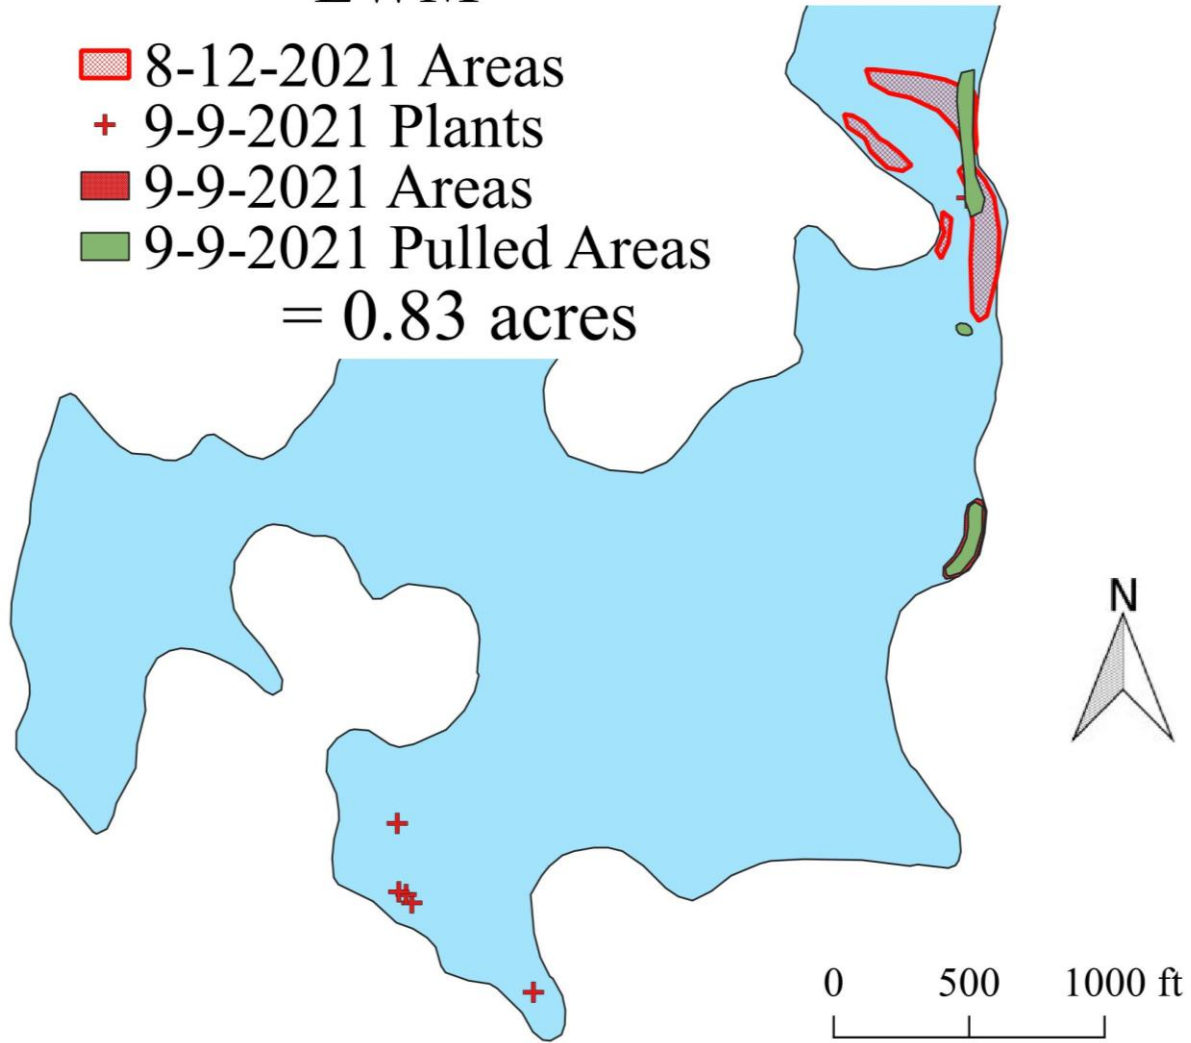 8-12-2021 Areas
9-9-2021 Plants
9-9-2021 Areas
9-9-2021 Pulled Areas
= 0.83 acres
N
0 500 1000 ft